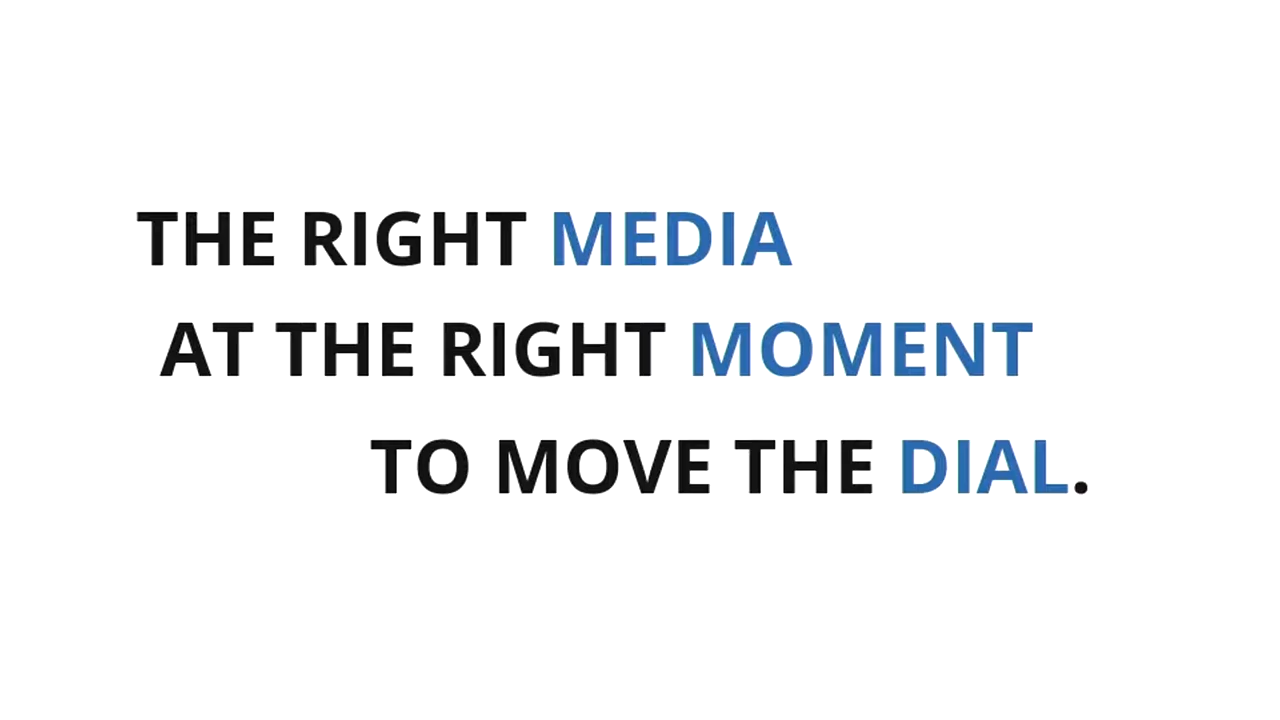 THE RIGHT MEDIA
AT THE RIGHT MOMENT
TO MOVE THE DIAL.